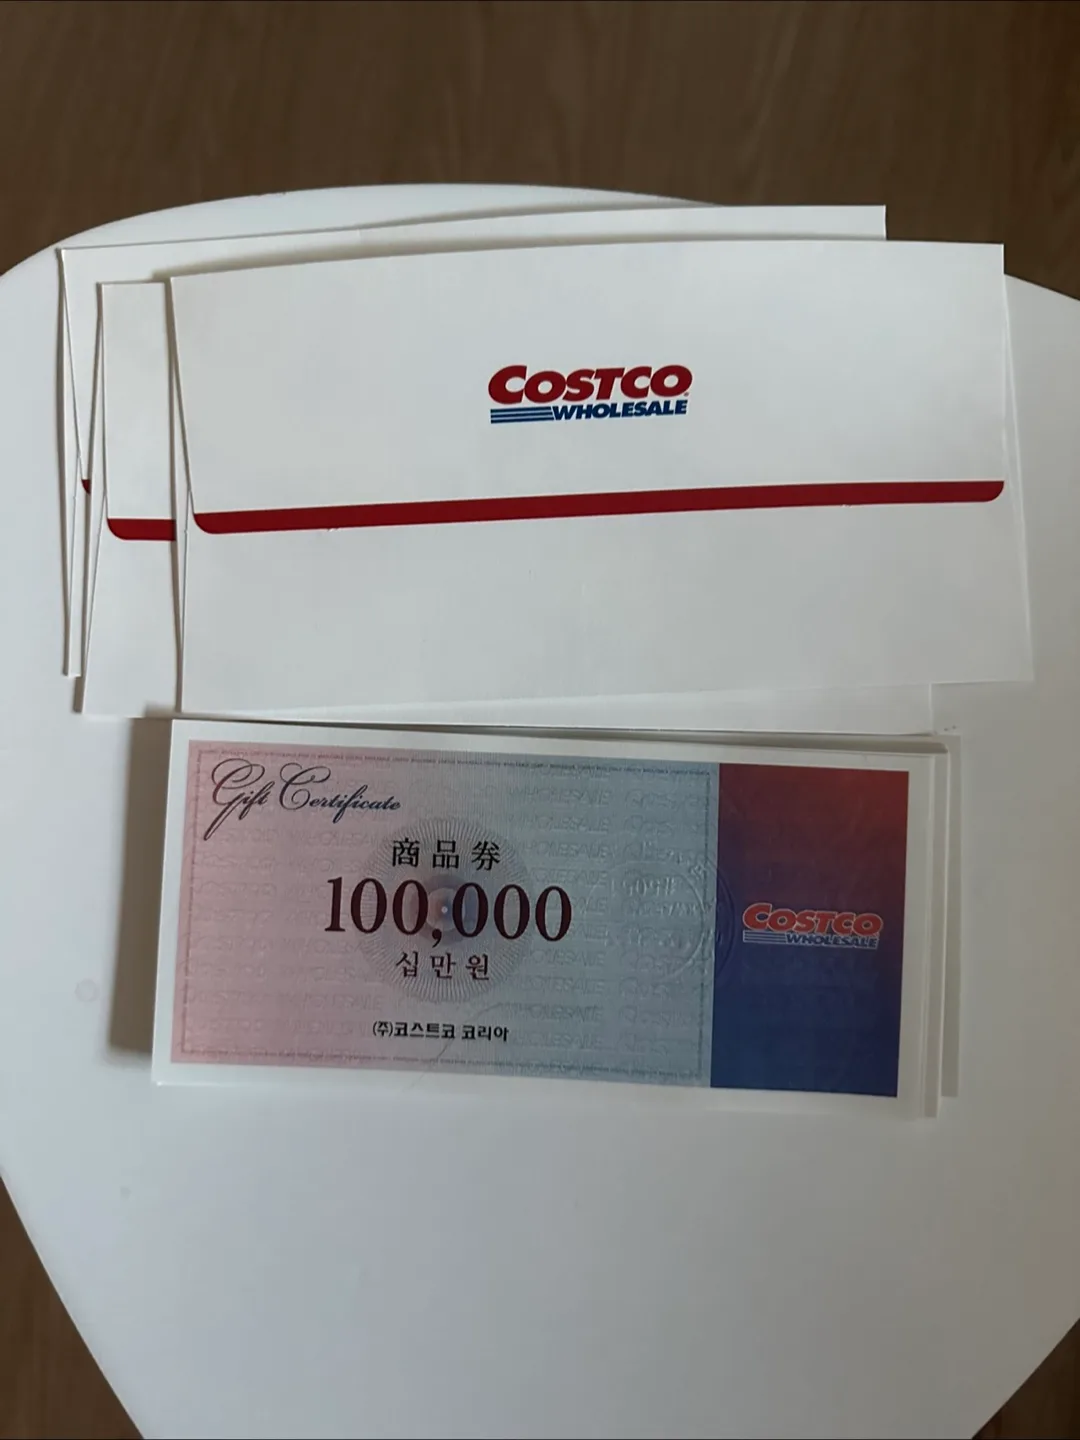 COSTCO
WHOLESALE
Gift Certificate
商品券
100,000
십만원
(주)코스트코 코리아
COSTCO
WHOLESALE